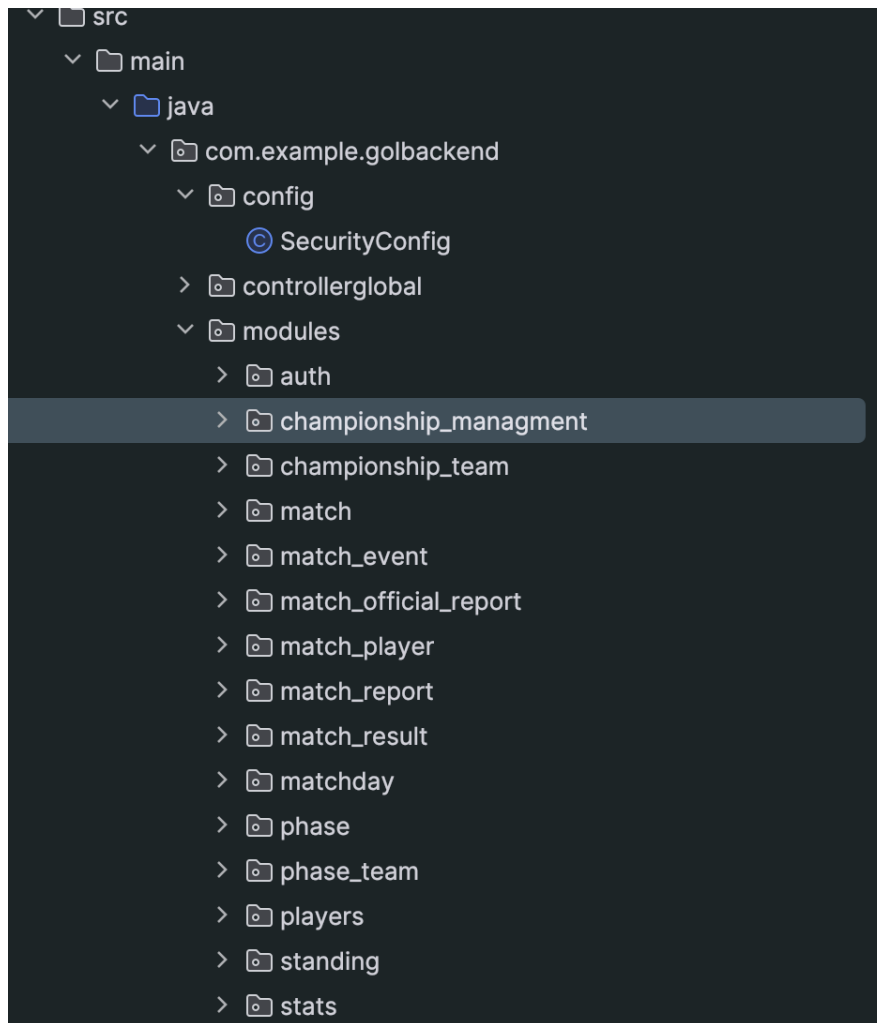 src
main
java
com.example.golbackend
config
SecurityConfig
controllerglobal
modules
auth
championship_managment
championship_team
match
match_event
match_official_report
match_player
match_report
match_result
matchday
phase
phase_team
players
standing
stats